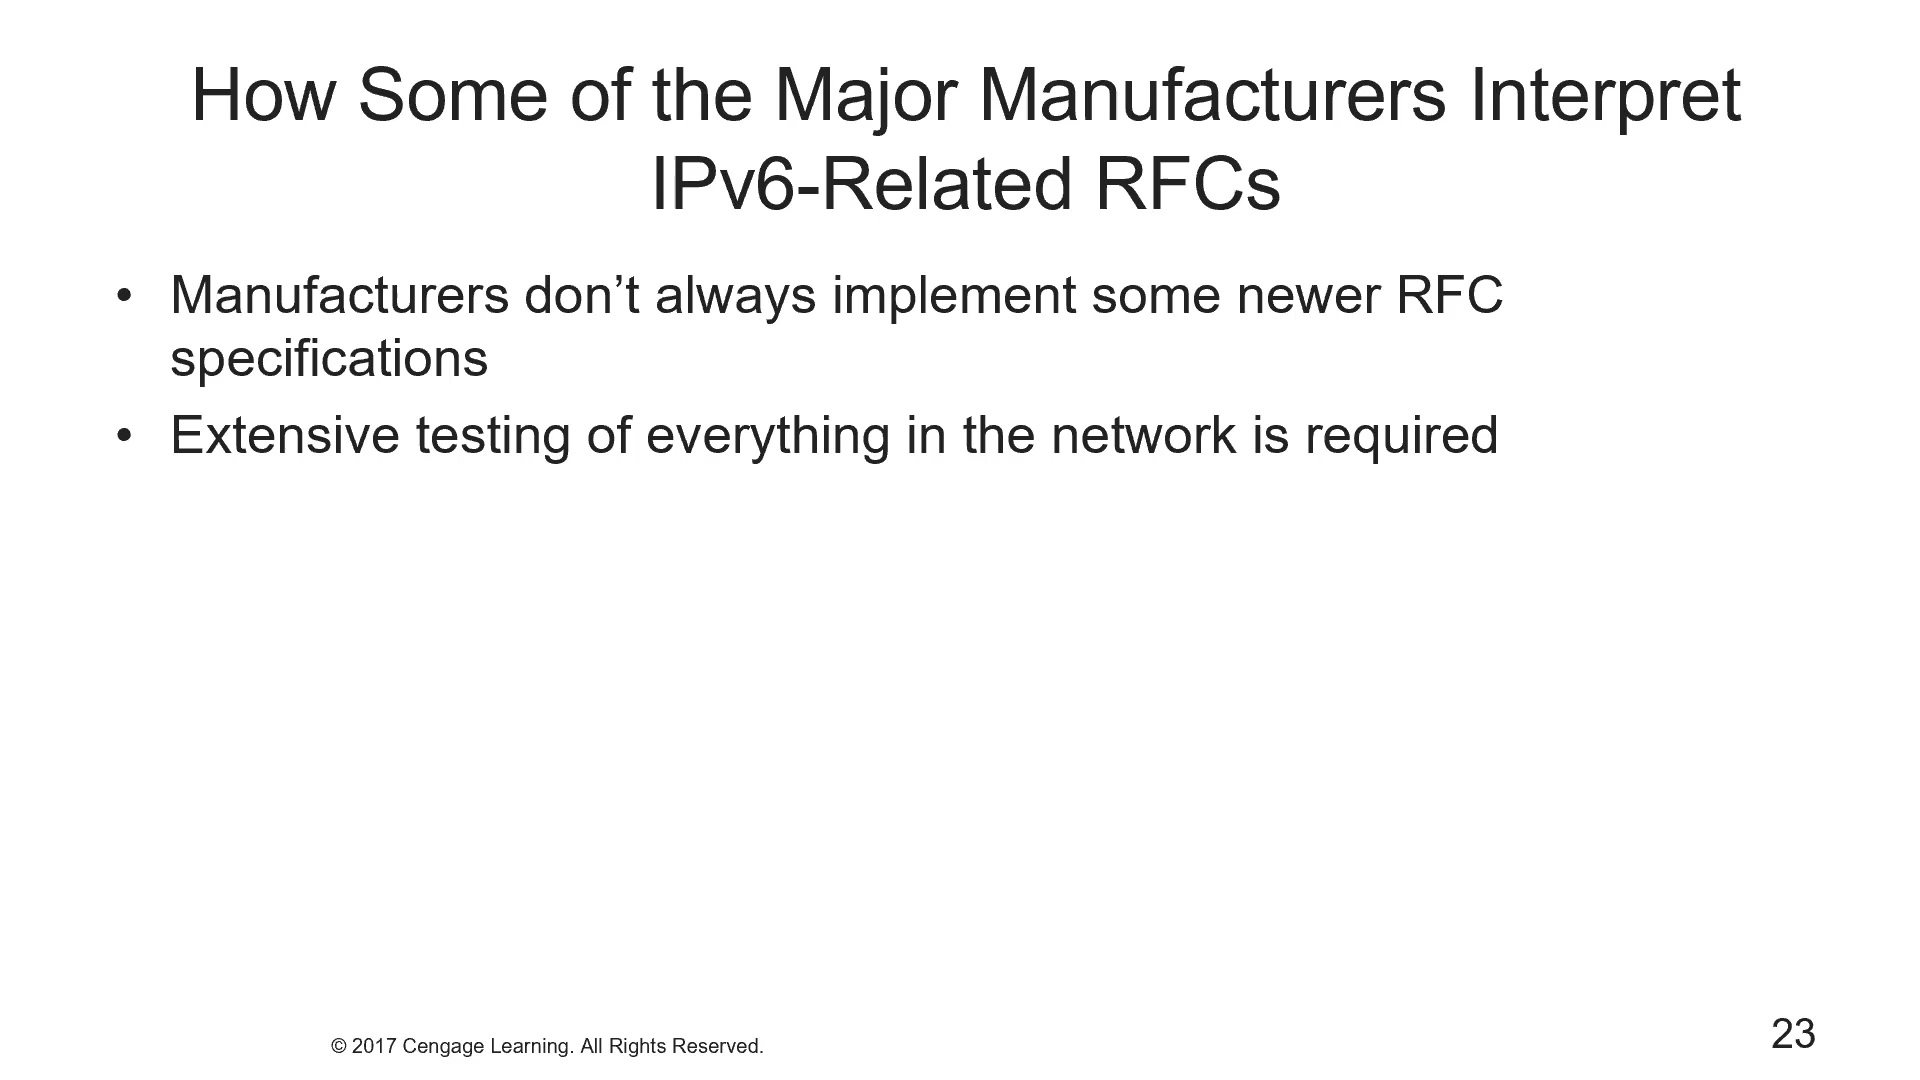 How Some of the Major Manufacturers Interpret
IPv6-Related RFCs
• Manufacturers don’t always implement some newer RFC
specifications
• Extensive testing of everything in the network is required
© 2017 Cengage Learning. All Rights Reserved.
23